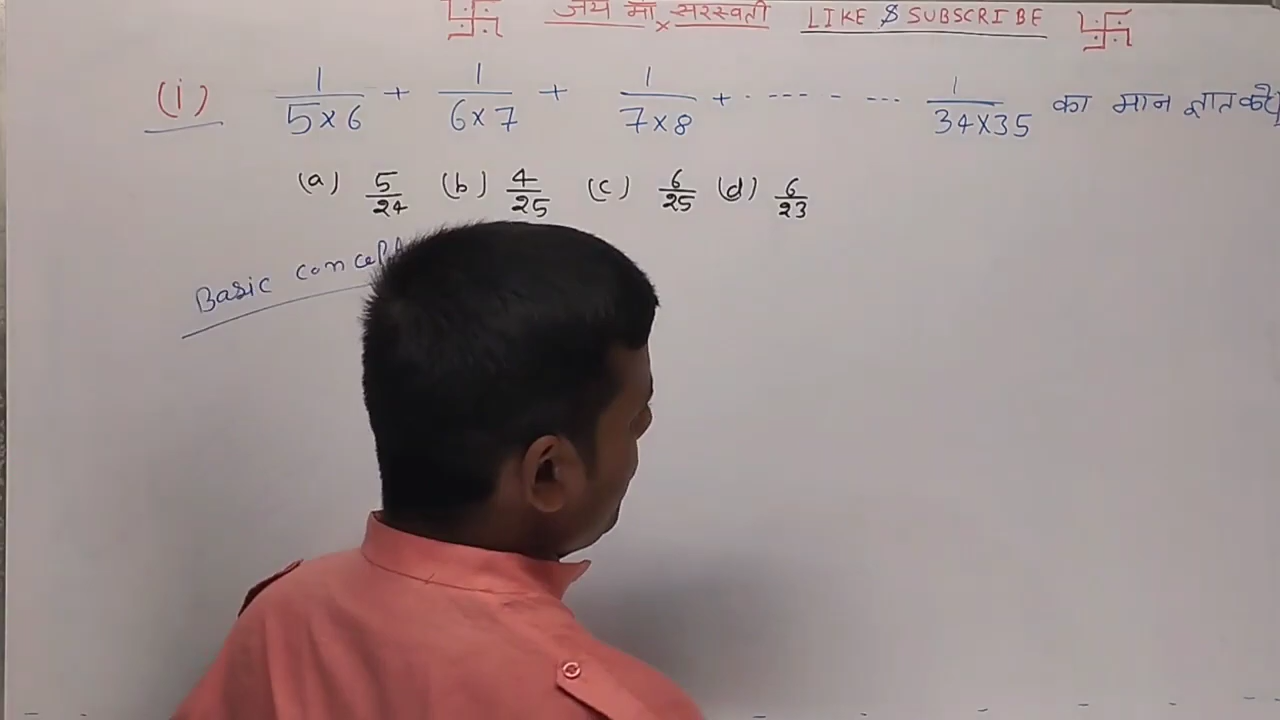 जय माँ सरस्वती LIKE $ SUBSCRIBE
(i) 1/5×6 + 1/6×7 + 1/7×8 + ---- - --- 1/34×35 का मान ज्ञात
(a) 5/24 (b) 4/25 (c) 6/25 (d) 6/23
Basic concept